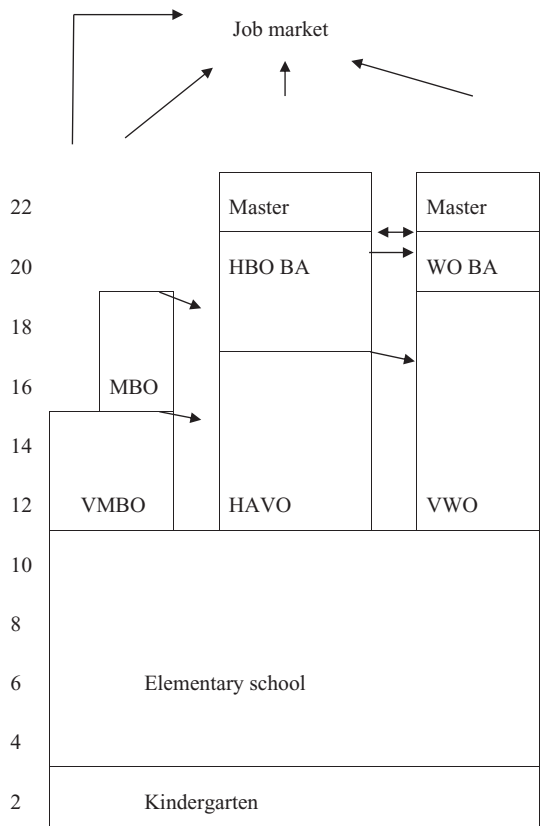 Job market
22 Master Master
20 HBO BA WO BA
18
16 MBO
14
12 VMBO HAVO VWO
10
8
6 Elementary school
4
2 Kindergarten